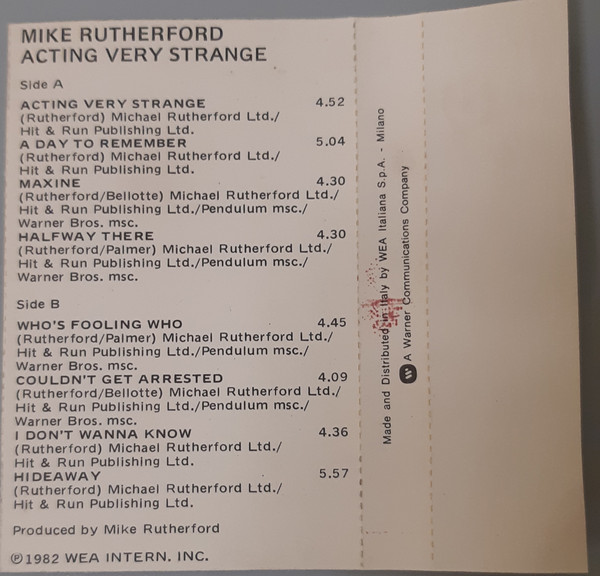 MIKE RUTHERFORD
ACTING VERY STRANGE
Side A
ACTING VERY STRANGE 4.52
(Rutherford) Michael Rutherford Ltd./
Hit & Run Publishing Ltd.
A DAY TO REMEMBER 5.04
(Rutherford) Michael Rutherford Ltd./
Hit & Run Publishing Ltd.
MAXINE 4.30
(Rutherford/Bellotte) Michael Rutherford Ltd./
Hit & Run Publishing Ltd./Pendulum msc./
Warner Bros. msc.
HALFWAY THERE 4.30
(Rutherford/Palmer) Michael Rutherford Ltd./
Hit & Run Publishing Ltd./Pendulum msc./
Warner Bros. msc.
Side B
WHO'S FOOLING WHO 4.45
(Rutherford/Palmer) Michael Rutherford Ltd./
Hit & Run Publishing Ltd./Pendulum msc./
Warner Bros. msc.
COULDN'T GET ARRESTED 4.09
(Rutherford/Bellotte) Michael Rutherford Ltd./
Hit & Run Publishing Ltd./Pendulum msc./
Warner Bros. msc.
I DON'T WANNA KNOW 4.36
(Rutherford) Michael Rutherford Ltd./
Hit & Run Publishing Ltd.
HIDEAWAY 5.57
(Rutherford) Michael Rutherford Ltd./
Hit & Run Publishing Ltd.
Produced by Mike Rutherford
℗1982 WEA INTERN. INC.
Made and Distributed in Italy by WEA Italiana S.p.A. - Milano
A Warner Communications Company